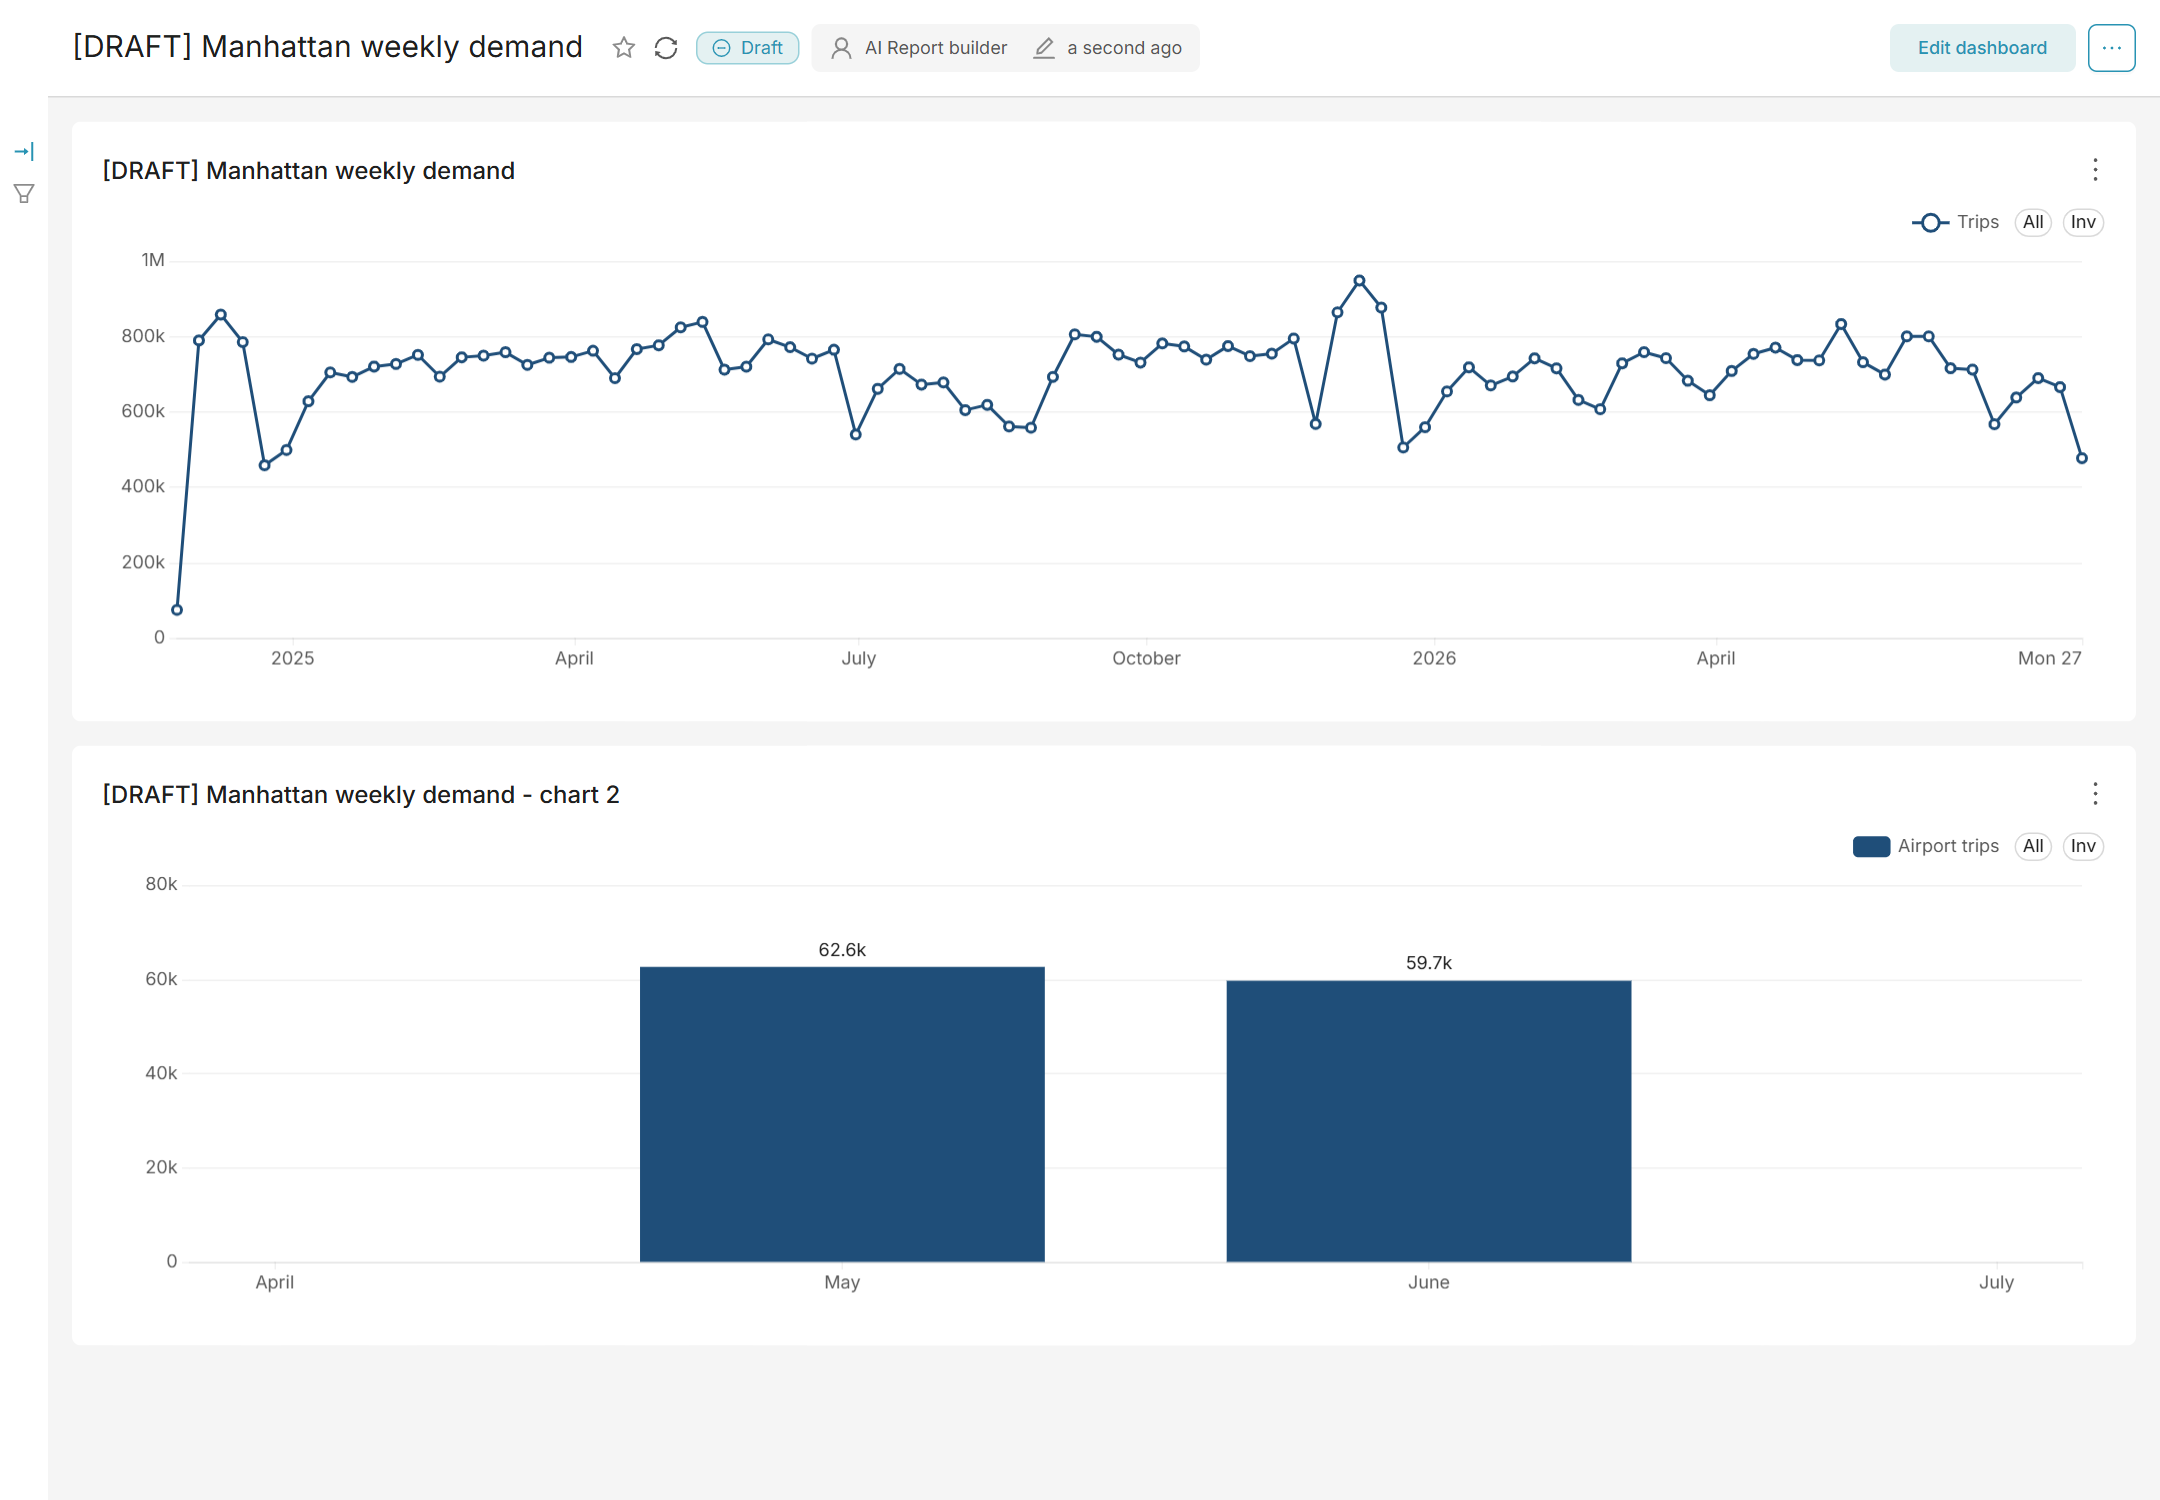 [DRAFT] Manhattan weekly demand
Draft
AI Report builder
a second ago
Edit dashboard
[DRAFT] Manhattan weekly demand
Trips All Inv
1M
800k
600k
400k
200k
0
2025 April July October 2026 April Mon 27
[DRAFT] Manhattan weekly demand - chart 2
Airport trips All Inv
80k
62.6k
59.7k
60k
40k
20k
0
April May June July